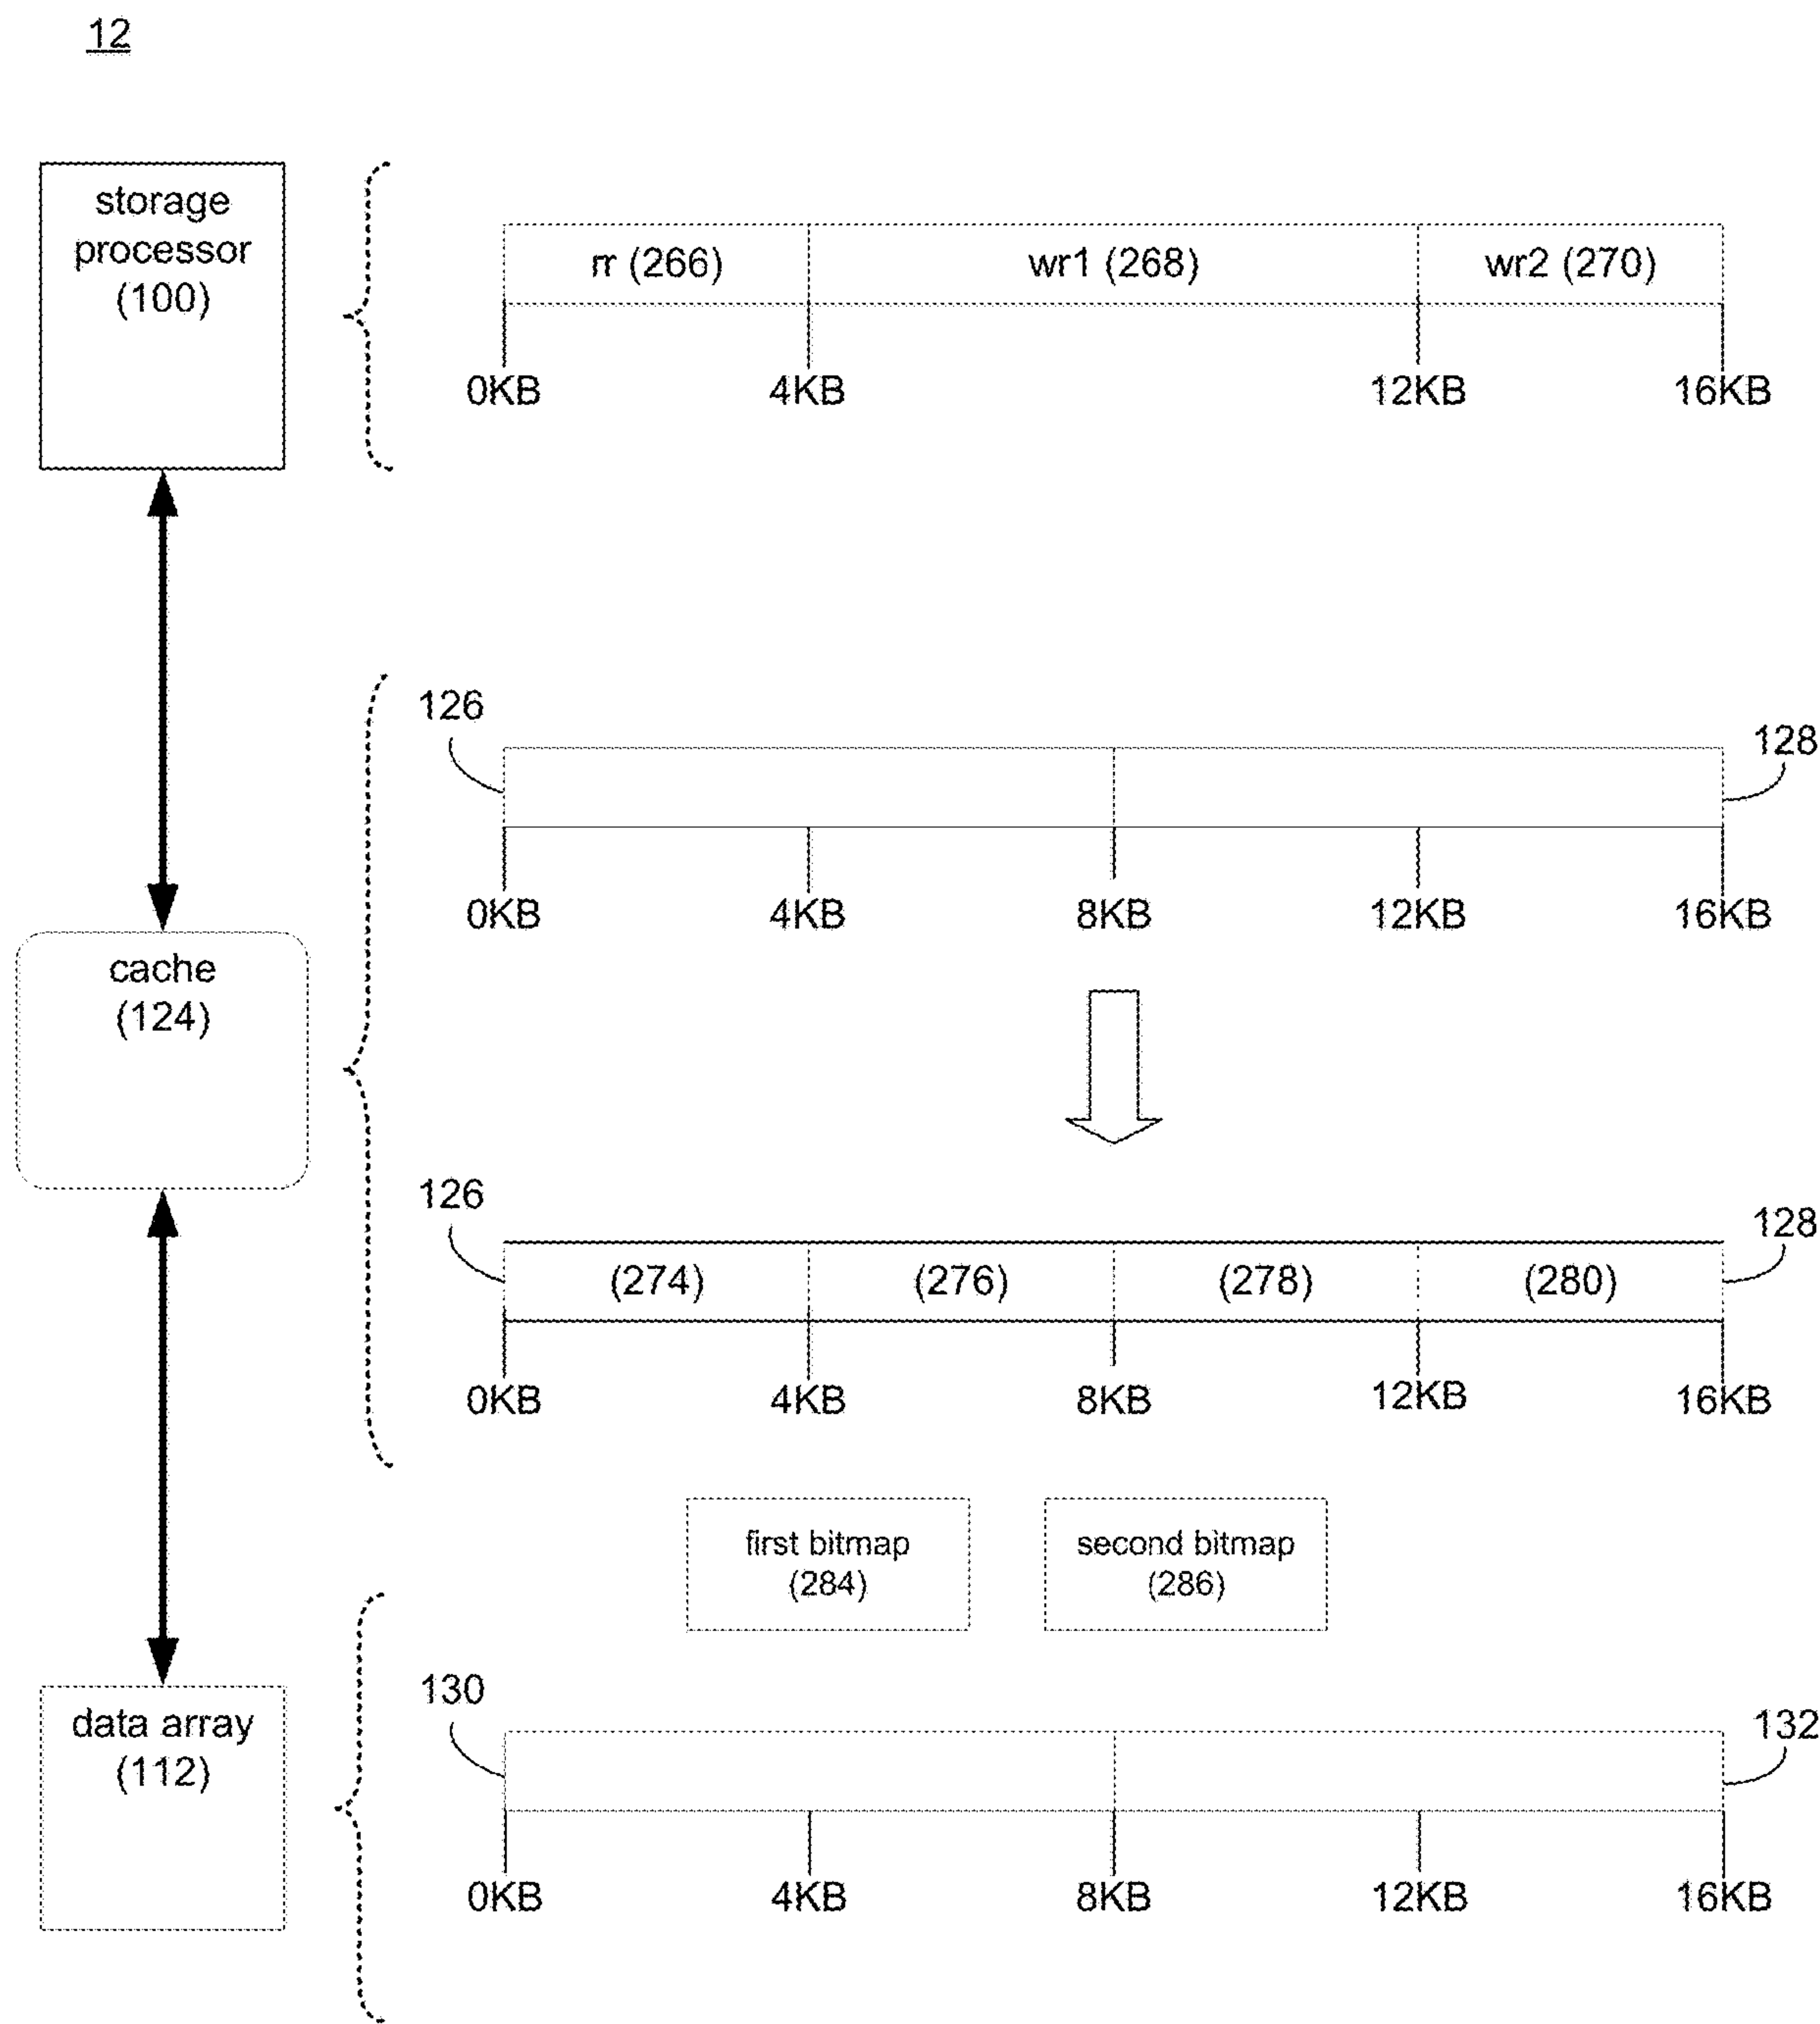 12
storage
processor
(100)
rr (266) wr1 (268) wr2 (270)
0KB 4KB 12KB 16KB
126 128
0KB 4KB 8KB 12KB 16KB
cache
(124)
126 128
(274) (276) (278) (280)
0KB 4KB 8KB 12KB 16KB
first bitmap
(284)
second bitmap
(286)
data array
(112)
130 132
0KB 4KB 8KB 12KB 16KB